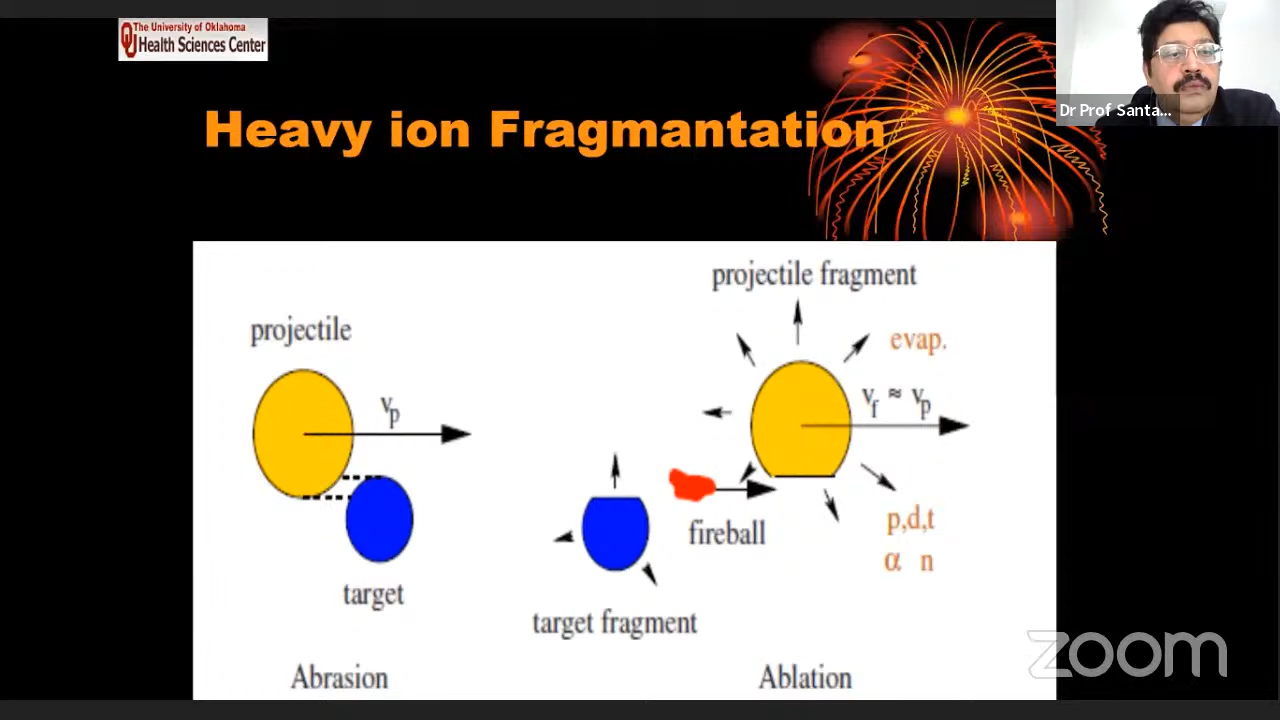 The University of Oklahoma
OU Health Sciences Center
Dr Prof Santa...
Heavy ion Fragmantation
projectile fragment
projectile
evap.
vp
vf ≈ vp
fireball
p,d,t
α n
target
target fragment
Abrasion
Ablation
zoom